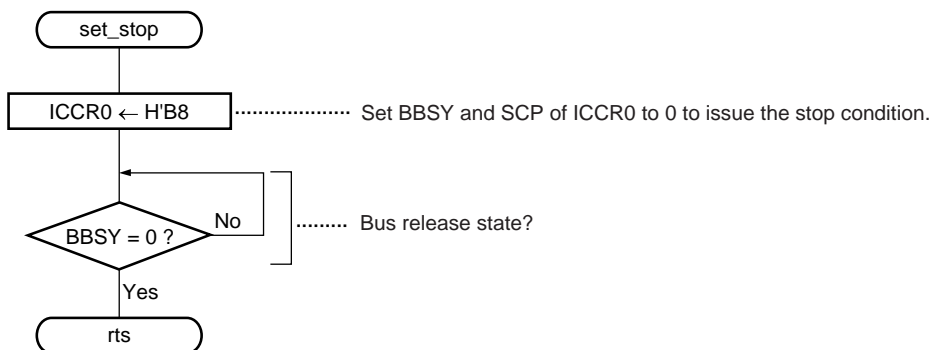 set_stop
ICCR0 ← H'B8
Set BBSY and SCP of ICCR0 to 0 to issue the stop condition.
No
BBSY = 0 ?
Bus release state?
Yes
rts